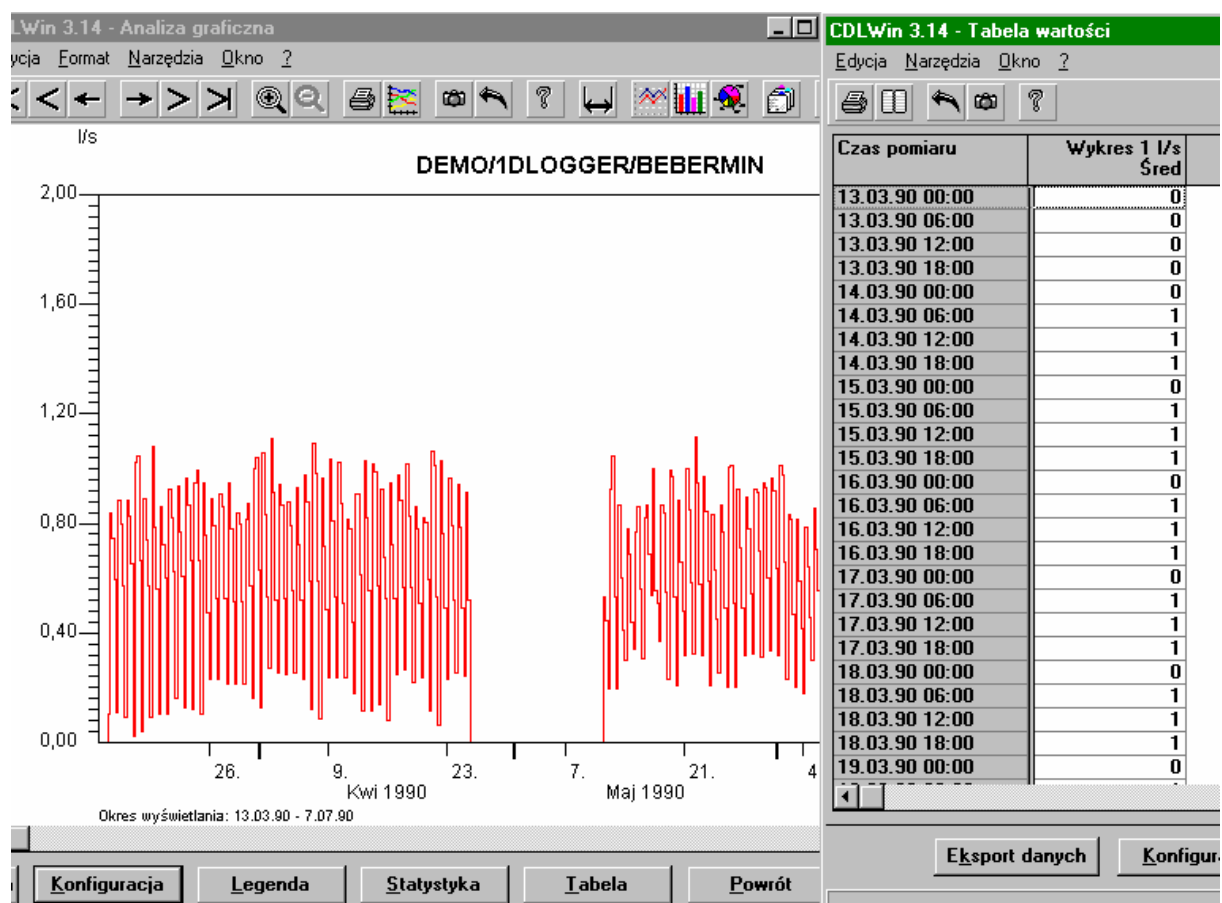 LWin 3.14 - Analiza graficzna
ycja Format Narzędzia Okno ?
l/s
DEMO/1DLOGGER/BEBERMIN
2,00
1,60
1,20
0,80
0,40
0,00
26. 9. 23. 7. 21. 4
Kwi 1990 Maj 1990
Okres wyświetlania: 13.03.90 - 7.07.90
Konfiguracja Legenda Statystyka Tabela Powrót
CDLWin 3.14 - Tabela wartości
Edycja Narzędzia Okno ?
Czas pomiaru Wykres 1 l/s
Śred
13.03.90 00:00 0
13.03.90 06:00 0
13.03.90 12:00 0
13.03.90 18:00 0
14.03.90 00:00 0
14.03.90 06:00 1
14.03.90 12:00 1
14.03.90 18:00 1
15.03.90 00:00 0
15.03.90 06:00 1
15.03.90 12:00 1
15.03.90 18:00 1
16.03.90 00:00 0
16.03.90 06:00 1
16.03.90 12:00 1
16.03.90 18:00 1
17.03.90 00:00 0
17.03.90 06:00 1
17.03.90 12:00 1
17.03.90 18:00 1
18.03.90 00:00 0
18.03.90 06:00 1
18.03.90 12:00 1
18.03.90 18:00 1
19.03.90 00:00 0
Eksport danych Konfigur